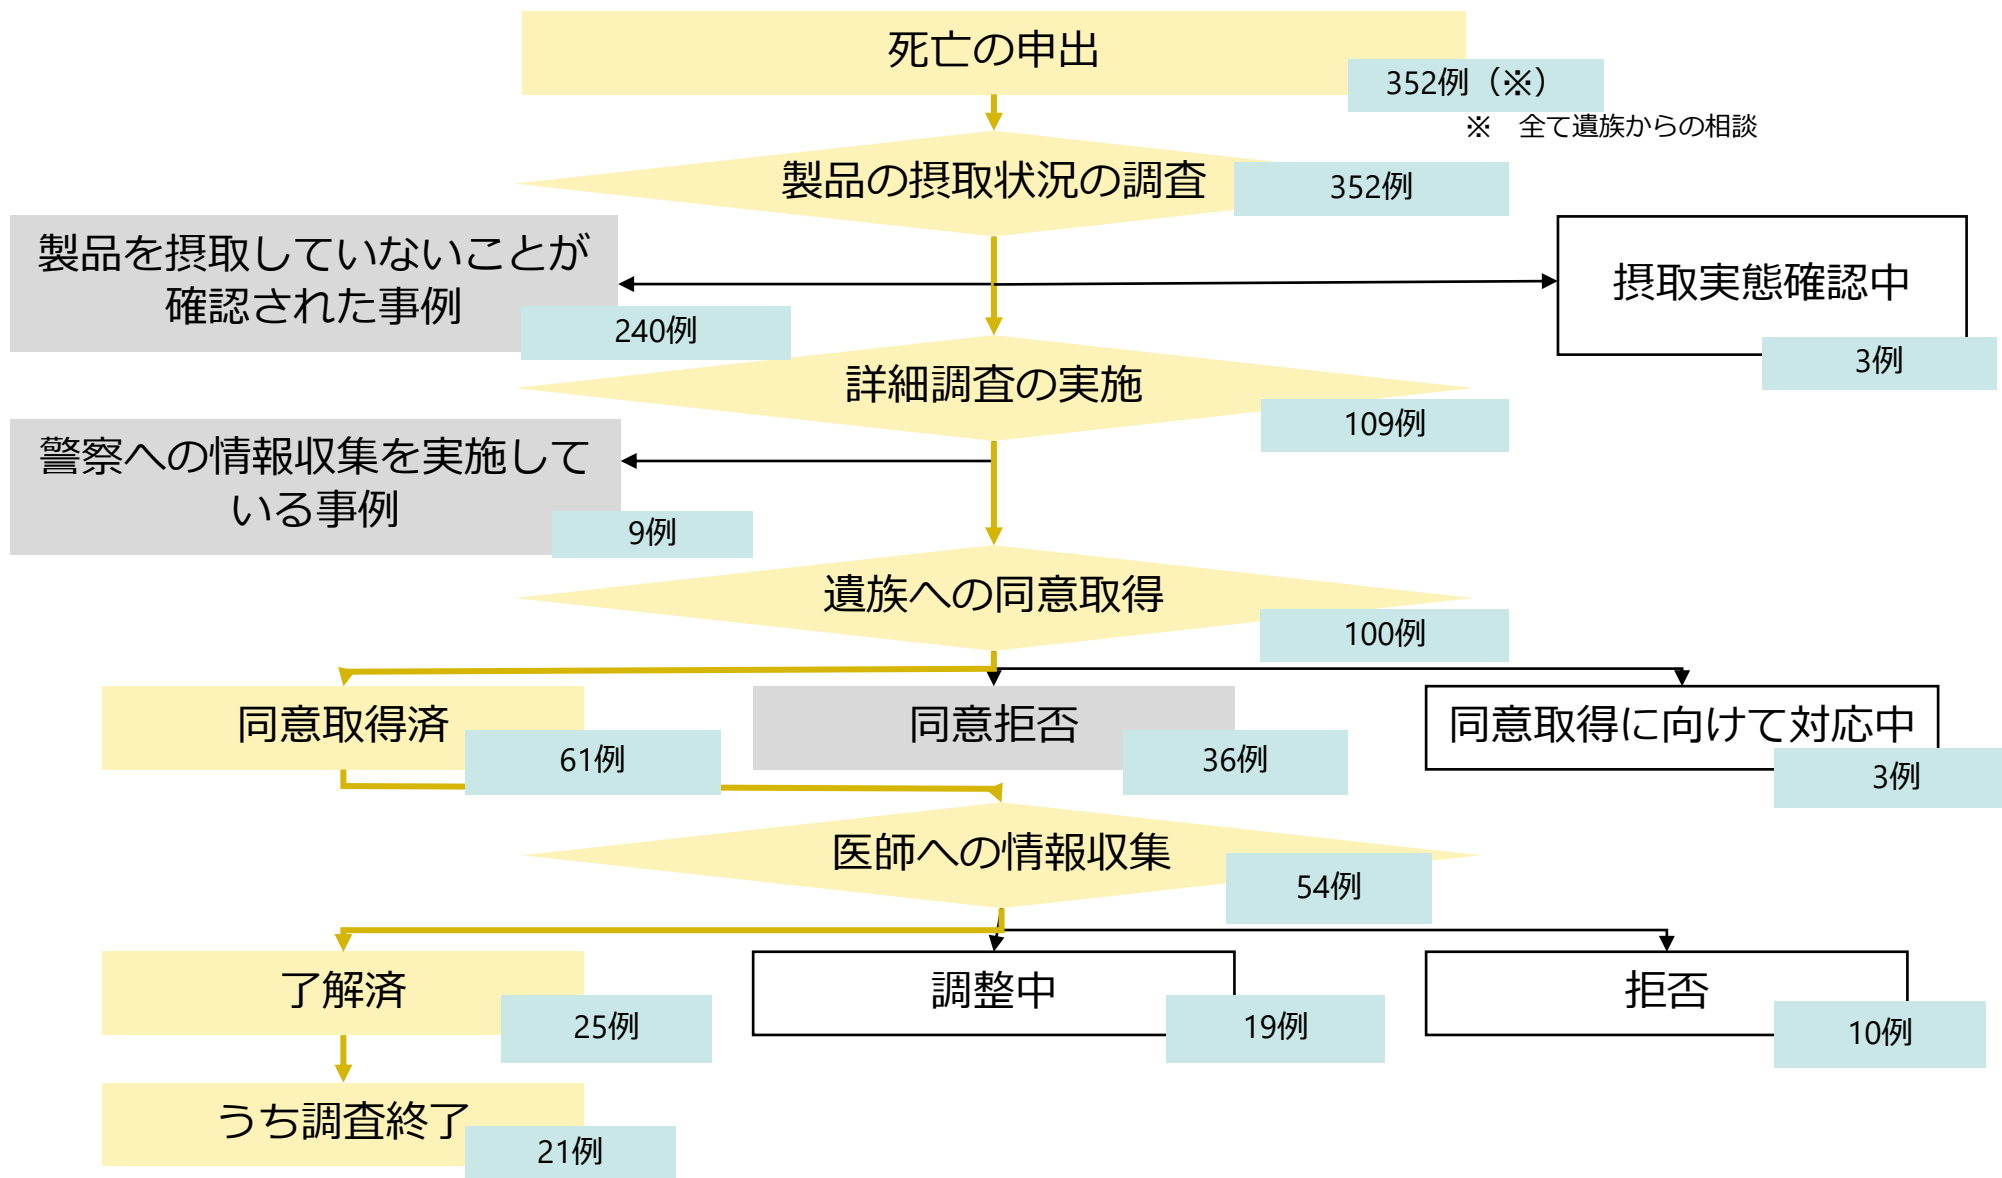 死亡の申出
352例（※）
※　全て遺族からの相談
製品の摂取状況の調査
352例
製品を摂取していないことが
確認された事例
240例
摂取実態確認中
3例
詳細調査の実施
109例
警察への情報収集を実施して
いる事例
9例
遺族への同意取得
100例
同意取得済
61例
同意拒否
36例
同意取得に向けて対応中
3例
医師への情報収集
54例
了解済
25例
調整中
19例
拒否
10例
うち調査終了
21例